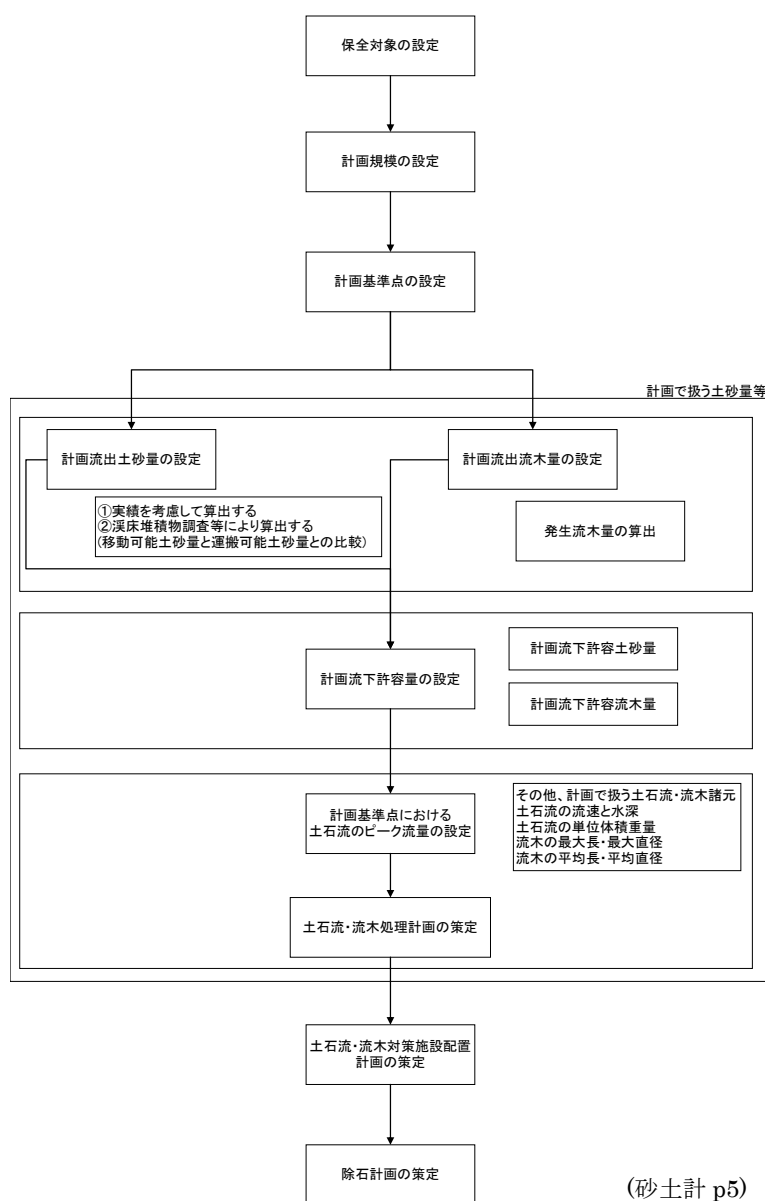 保全対象の設定
計画規模の設定
計画基準点の設定
計画で扱う土砂量等
計画流出土砂量の設定
計画流出流木量の設定
①実績を考慮して算出する
②渓床堆積物調査等により算出する
(移動可能土砂量と運搬可能土砂量との比較)
発生流木量の算出
計画流下許容量の設定
計画流下許容土砂量
計画流下許容流木量
計画基準点における
土石流のピーク流量の設定
その他、計画で扱う土石流・流木諸元
土石流の流速と水深
土石流の単位体積重量
流木の最大長・最大直径
流木の平均長・平均直径
土石流・流木処理計画の策定
土石流・流木対策施設配置
計画の策定
除石計画の策定
(砂土計 p5)